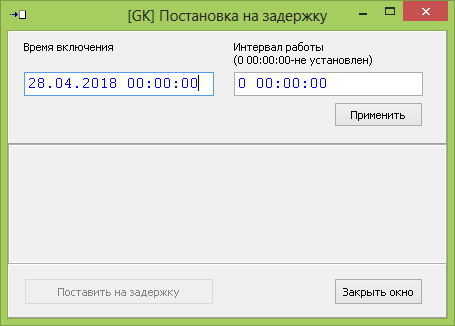 [GK] Постановка на задержку
Время включения
Интервал работы
(0 00:00:00-не установлен)
28.04.2018 00:00:00
0 00:00:00
Применить
Поставить на задержку
Закрыть окно